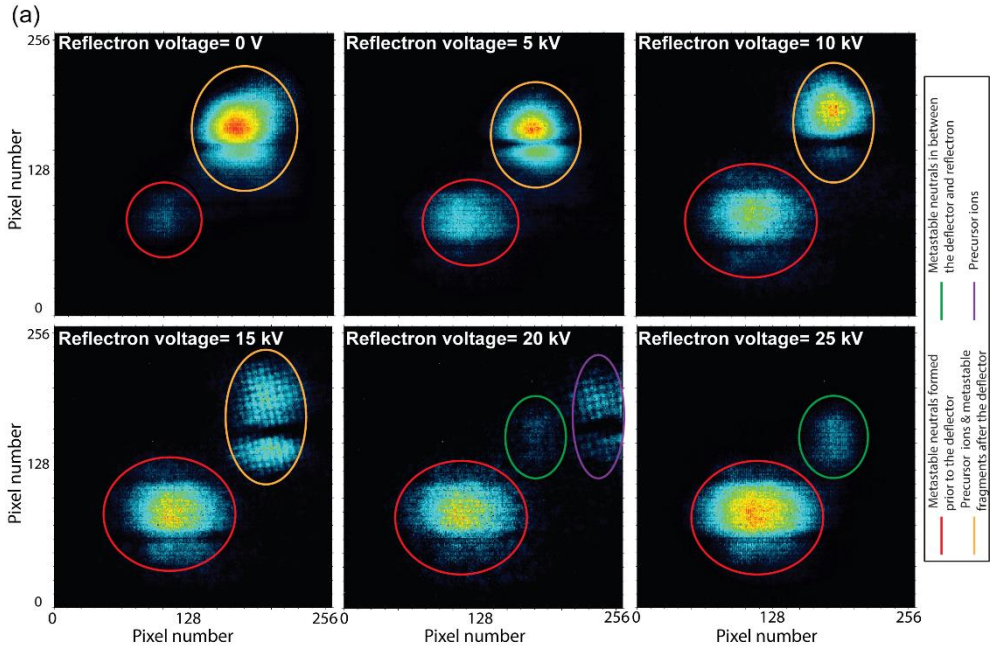 (a)
Reflectron voltage= 0 V
Reflectron voltage= 5 kV
Reflectron voltage= 10 kV
256
128
0
Pixel number
Reflectron voltage= 15 kV
Reflectron voltage= 20 kV
Reflectron voltage= 25 kV
256
128
0
Pixel number
0
128
256
128
256
128
256
Pixel number
Pixel number
Pixel number
Metastable neutrals formed
prior to the deflector
Precursor ions & metastable
fragments after the deflector
Metastable neutrals in between
the deflector and reflectron
Precursor ions